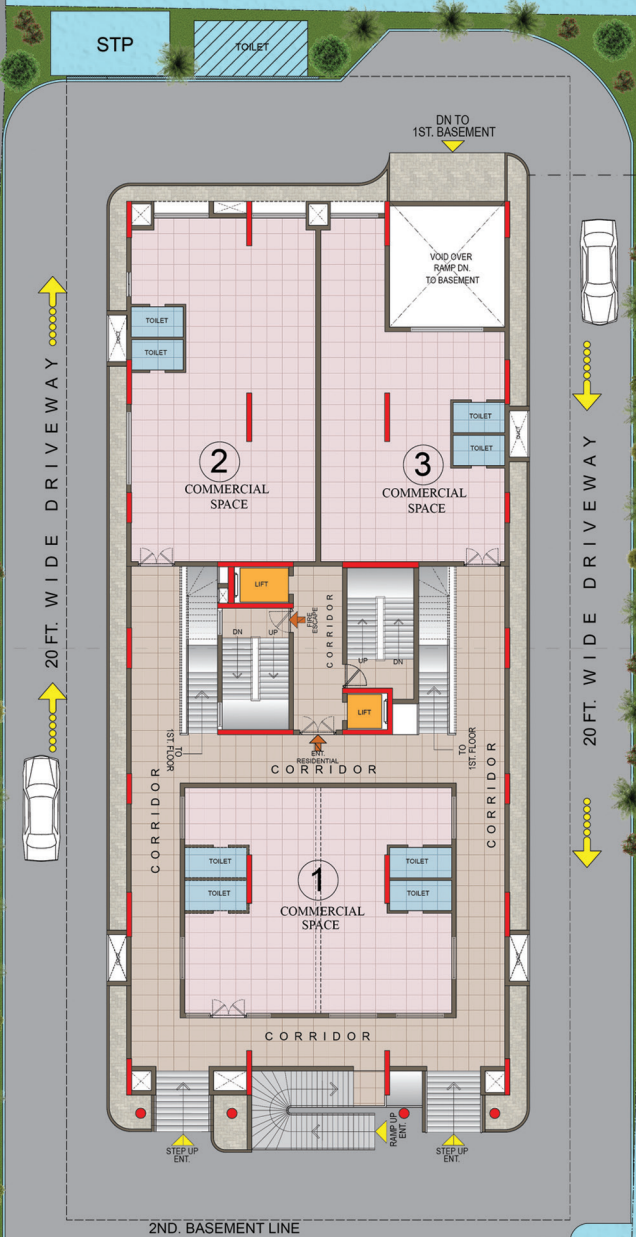 STP
TOILET
DN TO
1ST. BASEMENT
VOID OVER
RAMP DN.
TO BASEMENT
TOILET
TOILET
DUCT
TOILET
TOILET
DUCT
2
COMMERCIAL
SPACE
3
COMMERCIAL
SPACE
20 FT. WIDE DRIVEWAY
20 FT. WIDE DRIVEWAY
LIFT
CORRIDOR
FIRE
ESCAPE
DN
UP
UP
DN
LIFT
TO
1ST. FLOOR
ENT.
RESIDENTIAL
TO
1ST. FLOOR
CORRIDOR
CORRIDOR
CORRIDOR
TOILET
TOILET
TOILET
TOILET
1
COMMERCIAL
SPACE
CORRIDOR
STEP UP
ENT.
RAMP UP
ENT.
STEP UP
ENT.
2ND. BASEMENT LINE